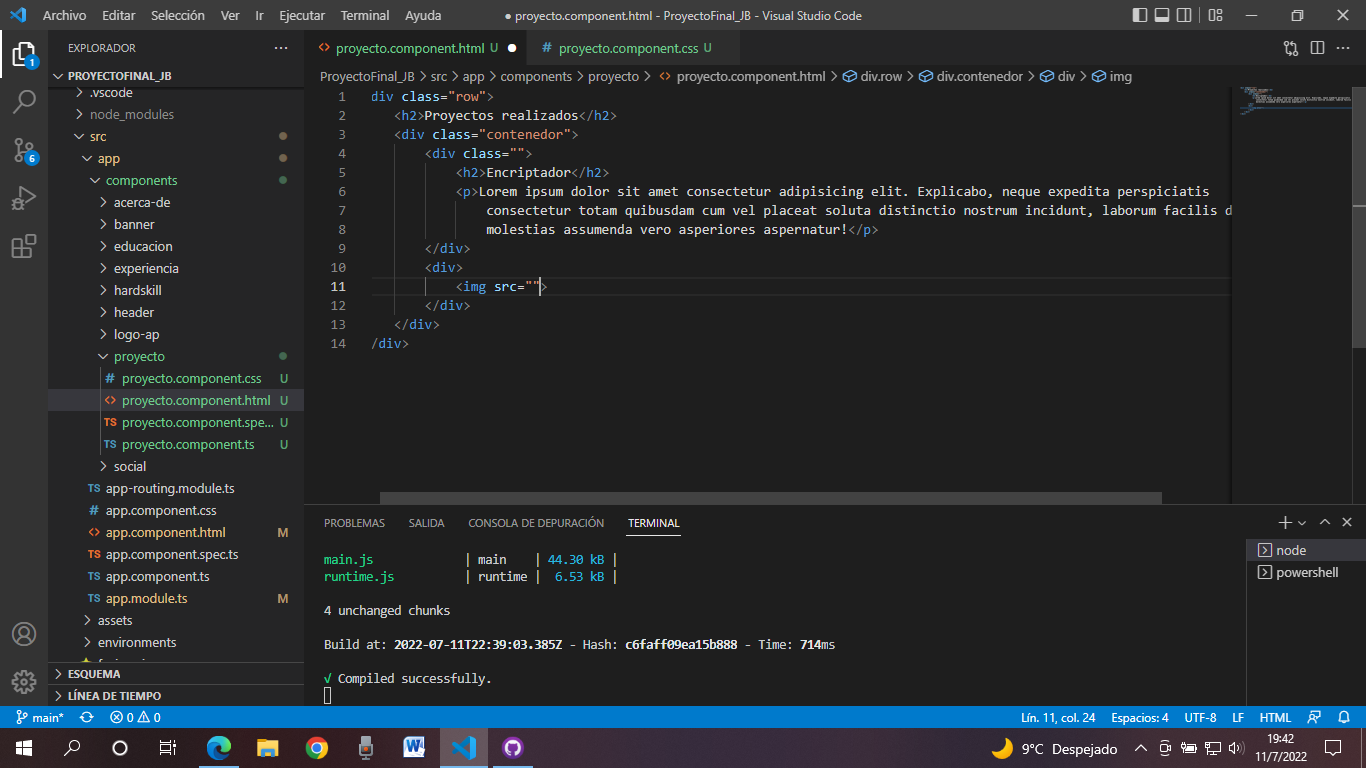 Archivo Editar Selección Ver Ir Ejecutar Terminal Ayuda ● proyecto.component.html - ProyectoFinal_JB - Visual Studio Code
EXPLORADOR ···
PROYECTOFINAL_JB
.vscode
node_modules
src
app
components
acerca-de
banner
educacion
experiencia
hardskill
header
logo-ap
proyecto
# proyecto.component.css U
<> proyecto.component.html U
TS proyecto.component.spe... U
TS proyecto.component.ts U
social
TS app-routing.module.ts
# app.component.css
<> app.component.html M
TS app.component.spec.ts
TS app.component.ts
TS app.module.ts M
assets
environments
ESQUEMA
LÍNEA DE TIEMPO
1
6
<> proyecto.component.html U ●
# proyecto.component.css U
ProyectoFinal_JB > src > app > components > proyecto > <> proyecto.component.html > div.row > div.contenedor > div > img
1 div class="row">
2 <h2>Proyectos realizados</h2>
3 <div class="contenedor">
4 <div class="">
5 <h2>Encriptador</h2>
6 <p>Lorem ipsum dolor sit amet consectetur adipisicing elit. Explicabo, neque expedita perspiciatis
7 consectetur totam quibusdam cum vel placeat soluta distinctio nostrum incidunt, laborum facilis d
8 molestias assumenda vero asperiores aspernatur!</p>
9 </div>
10 <div>
11 <img src="">
12 </div>
13 </div>
14 /div>
PROBLEMAS SALIDA CONSOLA DE DEPURACIÓN TERMINAL
main.js | main | 44.30 kB |
runtime.js | runtime | 6.53 kB |
4 unchanged chunks
Build at: 2022-07-11T22:39:03.385Z - Hash: c6faff09ea15b888 - Time: 714ms
√ Compiled successfully.
node
powershell
main* 0 0 Lín. 11, col. 24 Espacios: 4 UTF-8 LF HTML
9°C Despejado
19:42
11/7/2022